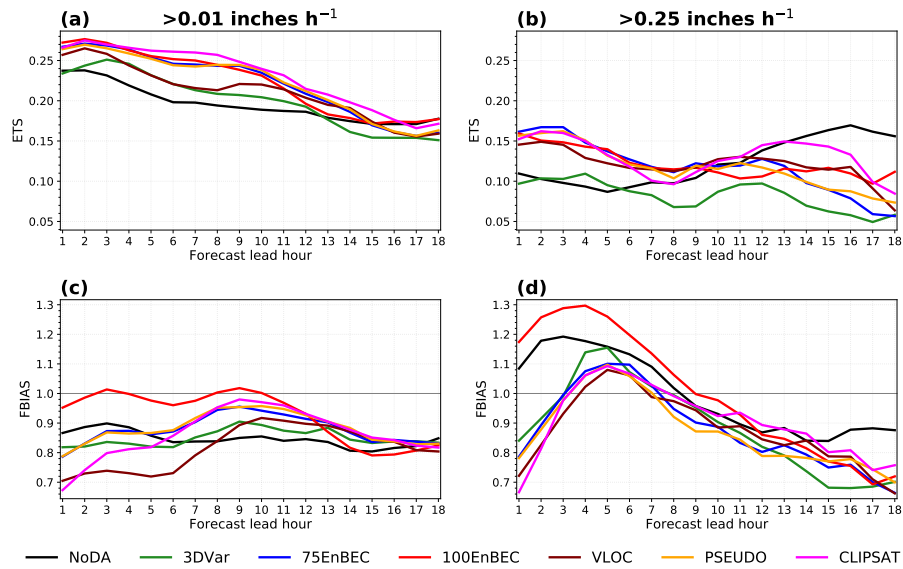 (a) >0.01 inches h⁻¹
(b) >0.25 inches h⁻¹
ETS
0.25
0.20
0.15
0.10
0.05
1 2 3 4 5 6 7 8 9 10 11 12 13 14 15 16 17 18
Forecast lead hour
ETS
0.25
0.20
0.15
0.10
0.05
1 2 3 4 5 6 7 8 9 10 11 12 13 14 15 16 17 18
Forecast lead hour
(c)
FBIAS
1.3
1.2
1.1
1.0
0.9
0.8
0.7
1 2 3 4 5 6 7 8 9 10 11 12 13 14 15 16 17 18
Forecast lead hour
(d)
FBIAS
1.3
1.2
1.1
1.0
0.9
0.8
0.7
1 2 3 4 5 6 7 8 9 10 11 12 13 14 15 16 17 18
Forecast lead hour
NoDA 3DVar 75EnBEC 100EnBEC VLOC PSEUDO CLIPSAT